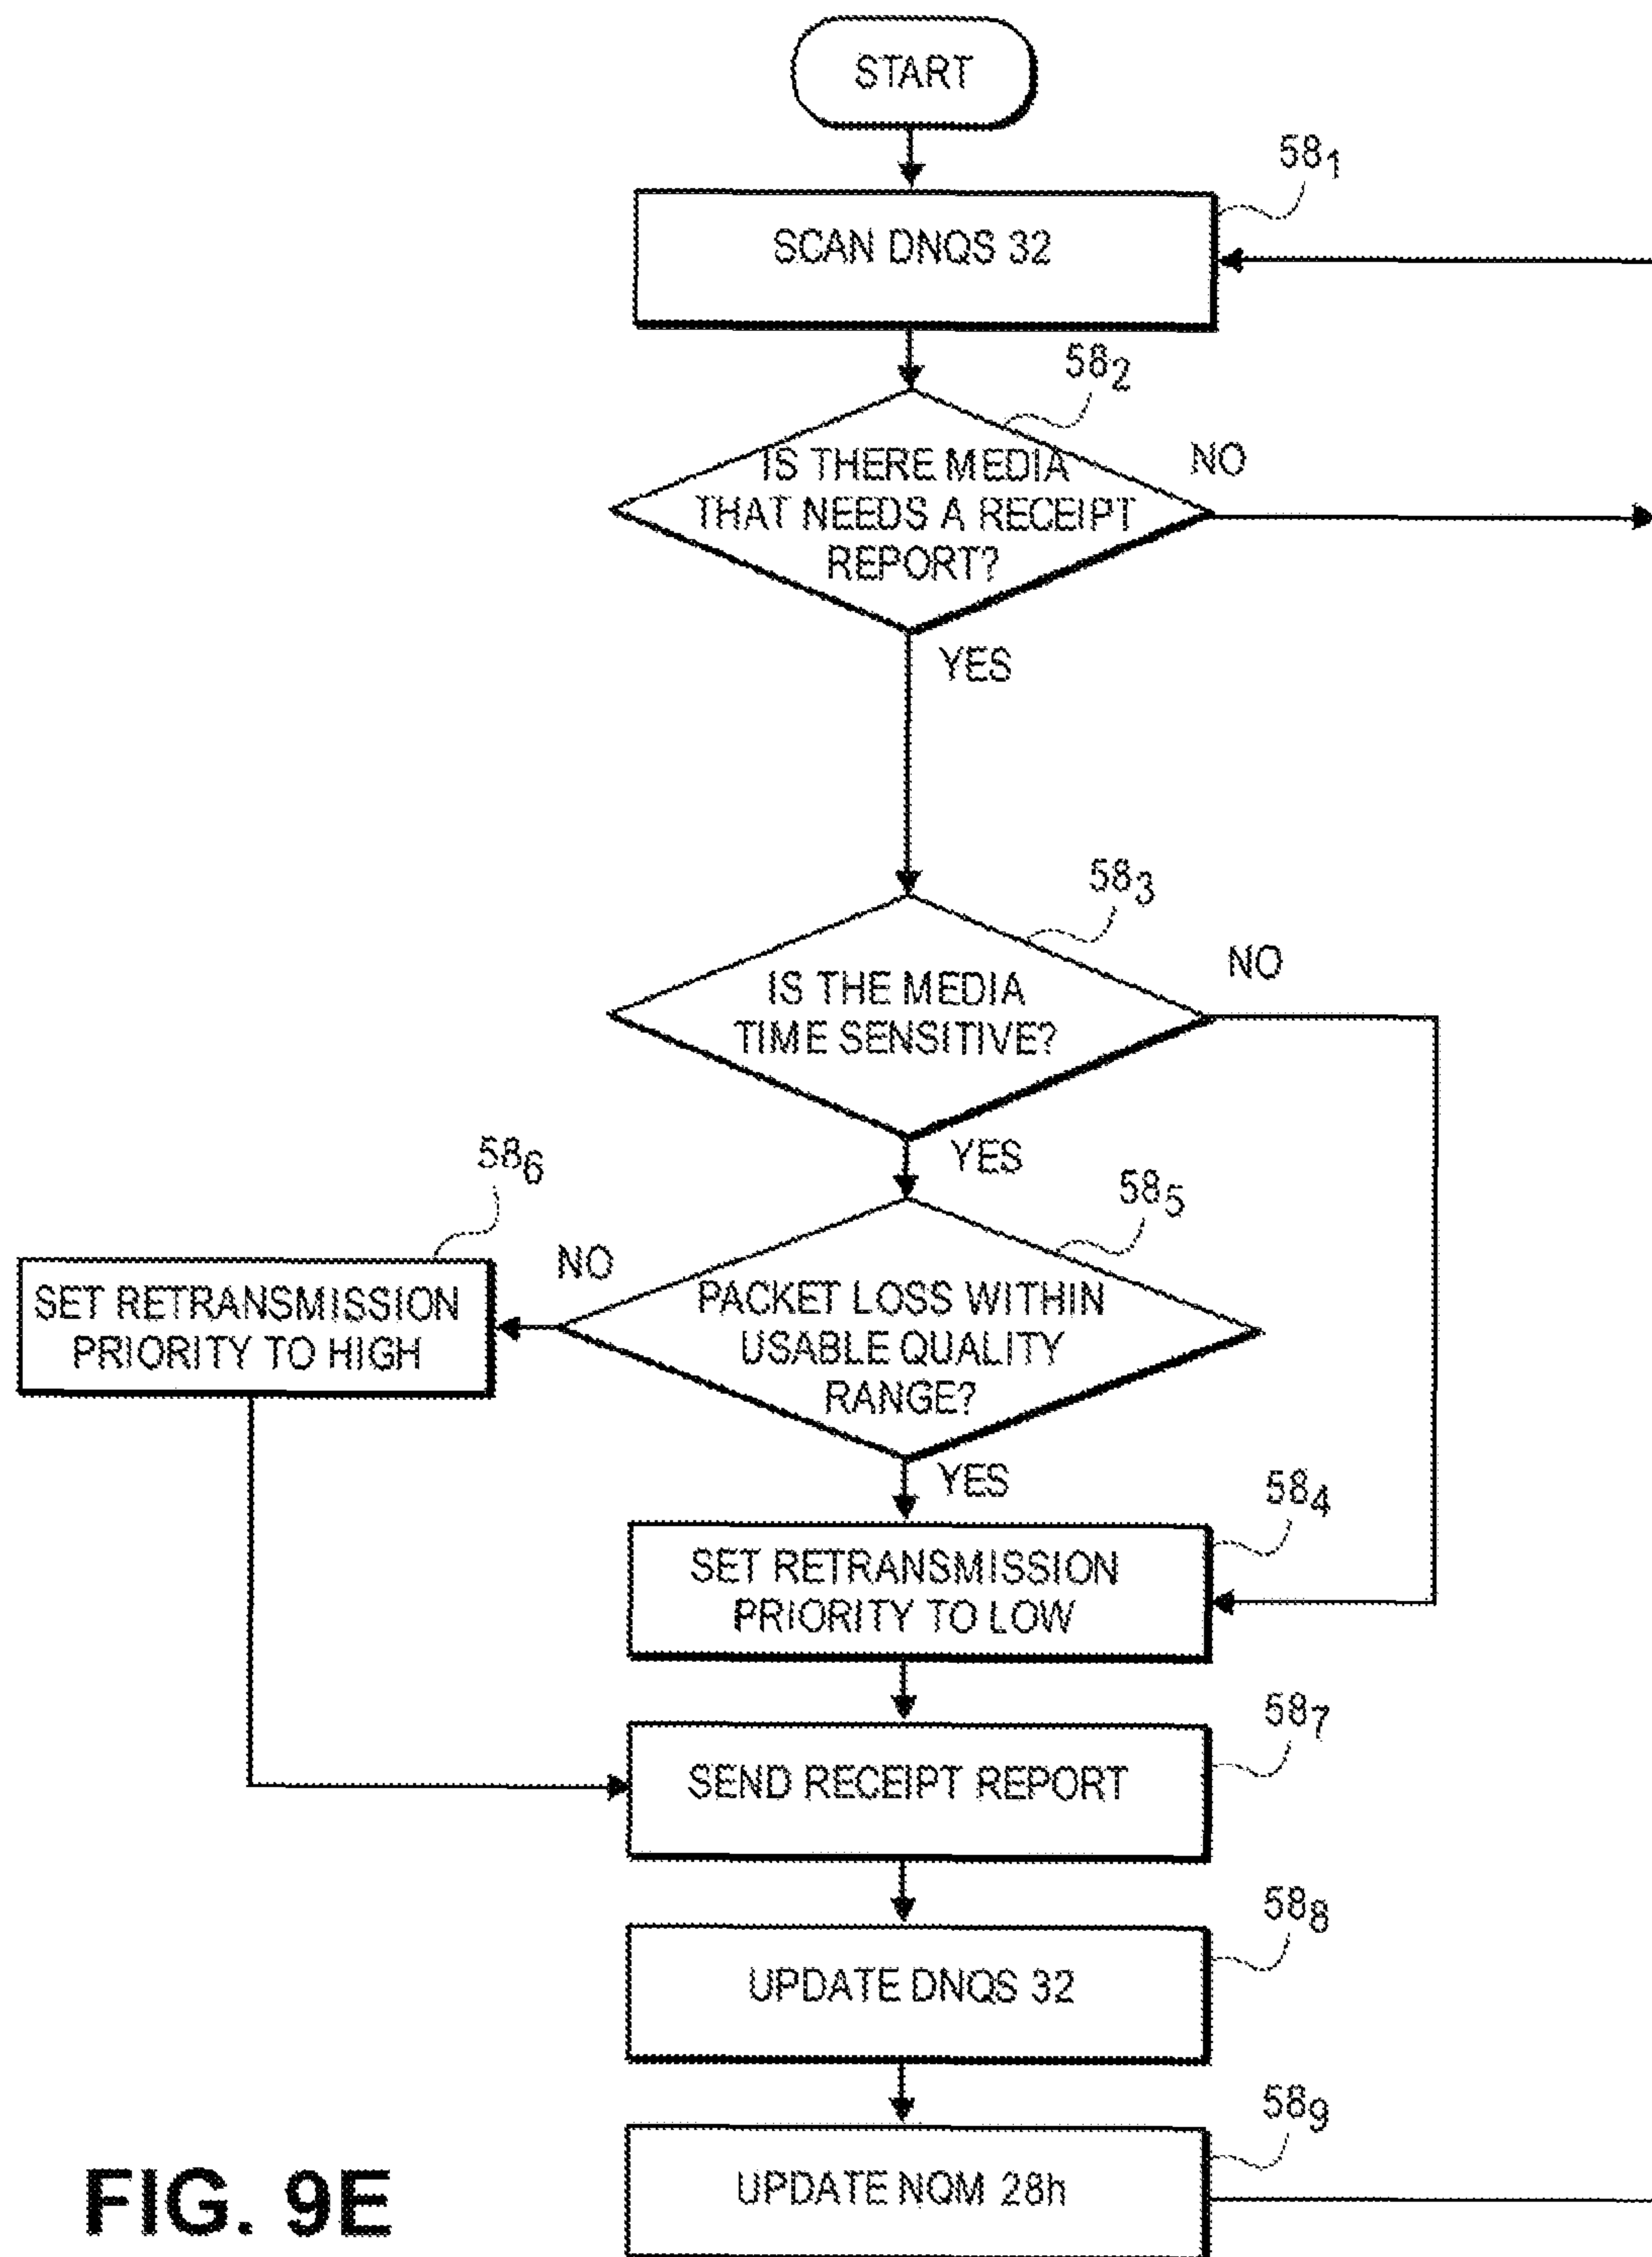 START
58₁
SCAN DNQS 32
58₂
IS THERE MEDIA
THAT NEEDS A RECEIPT
REPORT?
NO
YES
58₃
IS THE MEDIA
TIME SENSITIVE?
NO
YES
58₆
SET RETRANSMISSION
PRIORITY TO HIGH
NO
58₅
PACKET LOSS WITHIN
USABLE QUALITY
RANGE?
YES
58₄
SET RETRANSMISSION
PRIORITY TO LOW
58₇
SEND RECEIPT REPORT
58₈
UPDATE DNQS 32
58₉
UPDATE NQM 28h
FIG. 9E